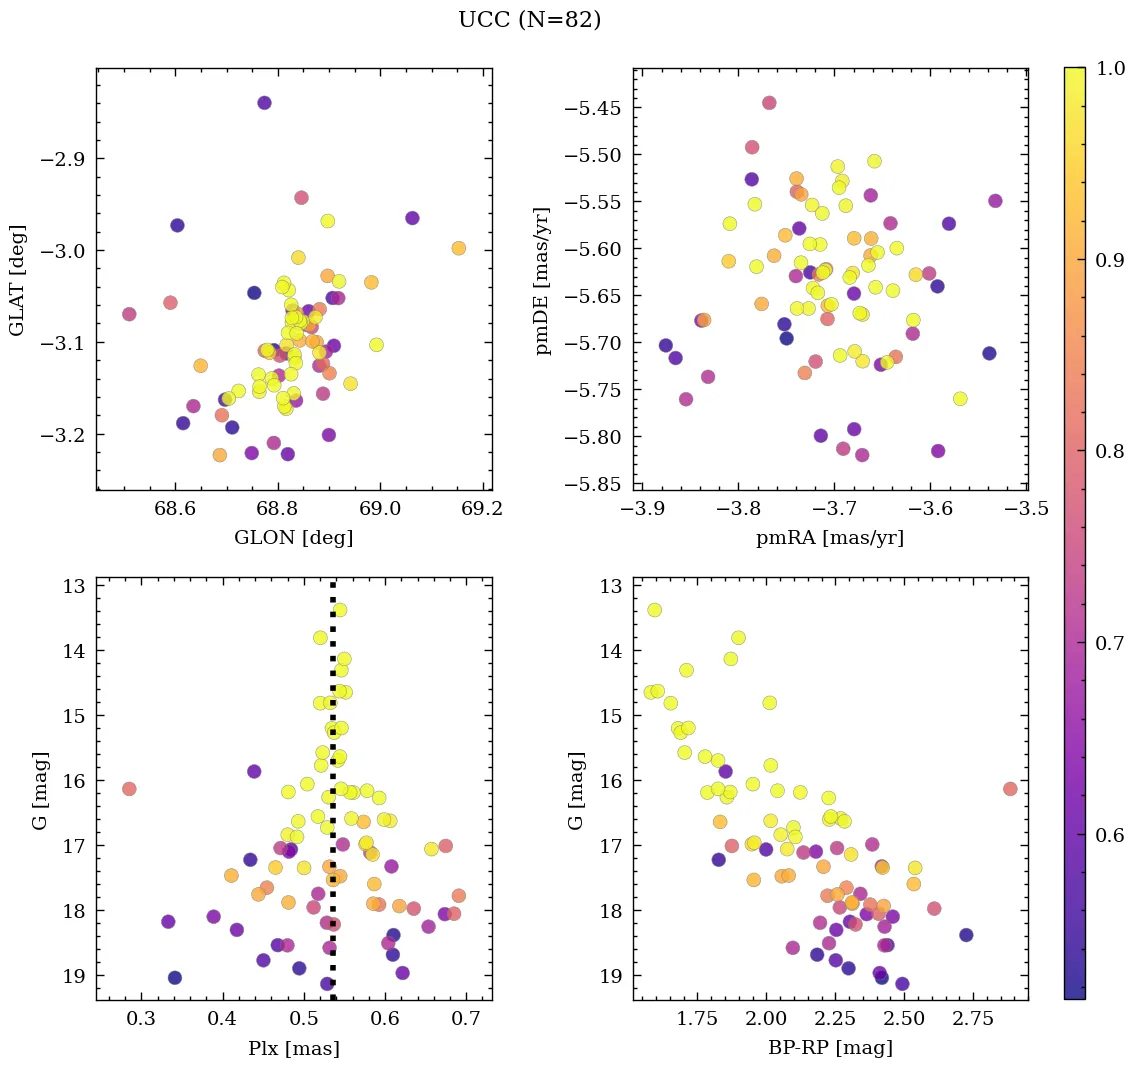 UCC (N=82)
−2.9
−3.0
−3.1
−3.2
GLAT [deg]
68.6 68.8 69.0 69.2
GLON [deg]
−5.45
−5.50
−5.55
−5.60
−5.65
−5.70
−5.75
−5.80
−5.85
pmDE [mas/yr]
−3.9 −3.8 −3.7 −3.6 −3.5
pmRA [mas/yr]
13
14
15
16
17
18
19
G [mag]
0.3 0.4 0.5 0.6 0.7
Plx [mas]
13
14
15
16
17
18
19
G [mag]
1.75 2.00 2.25 2.50 2.75
BP-RP [mag]
1.0
0.9
0.8
0.7
0.6